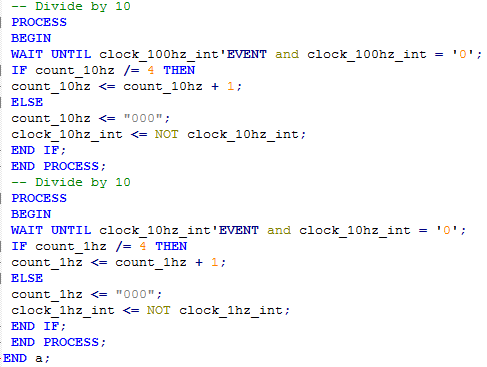 -- Divide by 10
PROCESS
BEGIN
WAIT UNTIL clock_100hz_int'EVENT and clock_100hz_int = '0';
IF count_10hz /= 4 THEN
count_10hz <= count_10hz + 1;
ELSE
count_10hz <= "000";
clock_10hz_int <= NOT clock_10hz_int;
END IF;
END PROCESS;
-- Divide by 10
PROCESS
BEGIN
WAIT UNTIL clock_10hz_int'EVENT and clock_10hz_int = '0';
IF count_1hz /= 4 THEN
count_1hz <= count_1hz + 1;
ELSE
count_1hz <= "000";
clock_1hz_int <= NOT clock_1hz_int;
END IF;
END PROCESS;
END a;